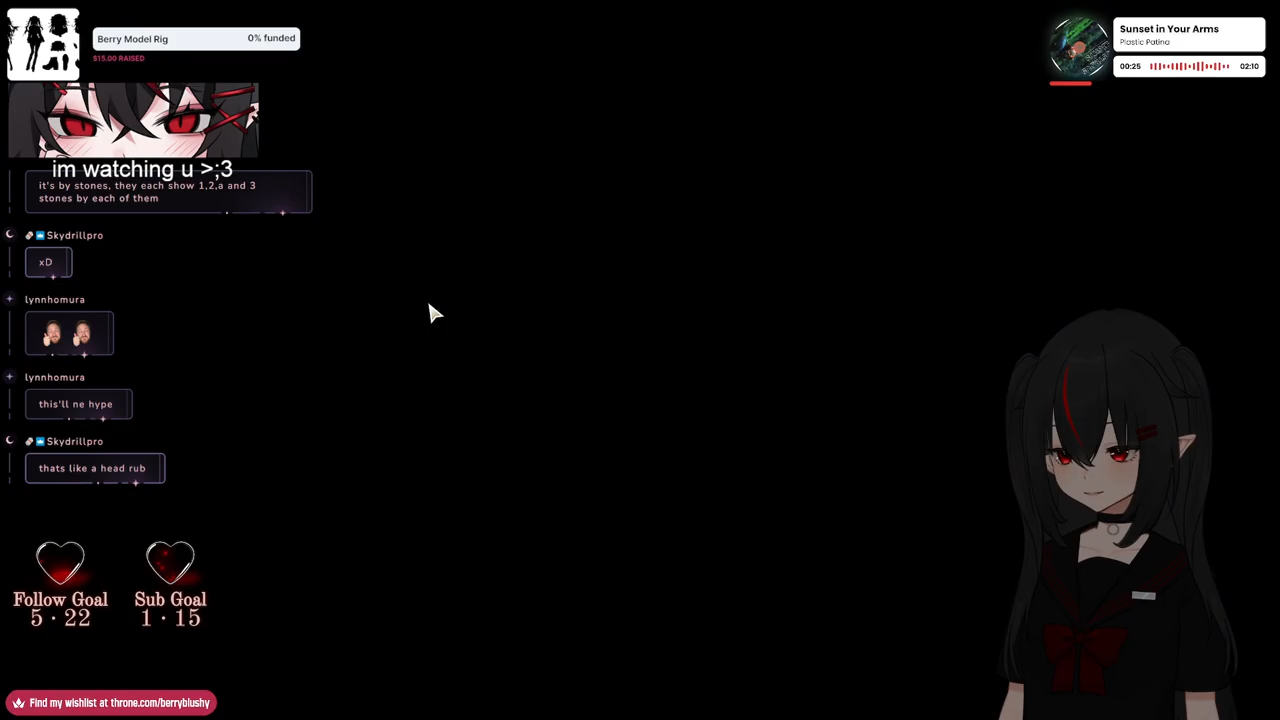 Berry Model Rig 0% funded
$15.00 RAISED
Sunset in Your Arms
Plastic Patina
00:25 02:10
im watching u >;3
it's by stones, they each show 1,2,a and 3
stones by each of them
Skydrillpro
xD
lynnhomura
lynnhomura
this'll ne hype
Skydrillpro
thats like a head rub
Follow Goal
5 · 22
Sub Goal
1 · 15
Find my wishlist at throne.com/berryblushy